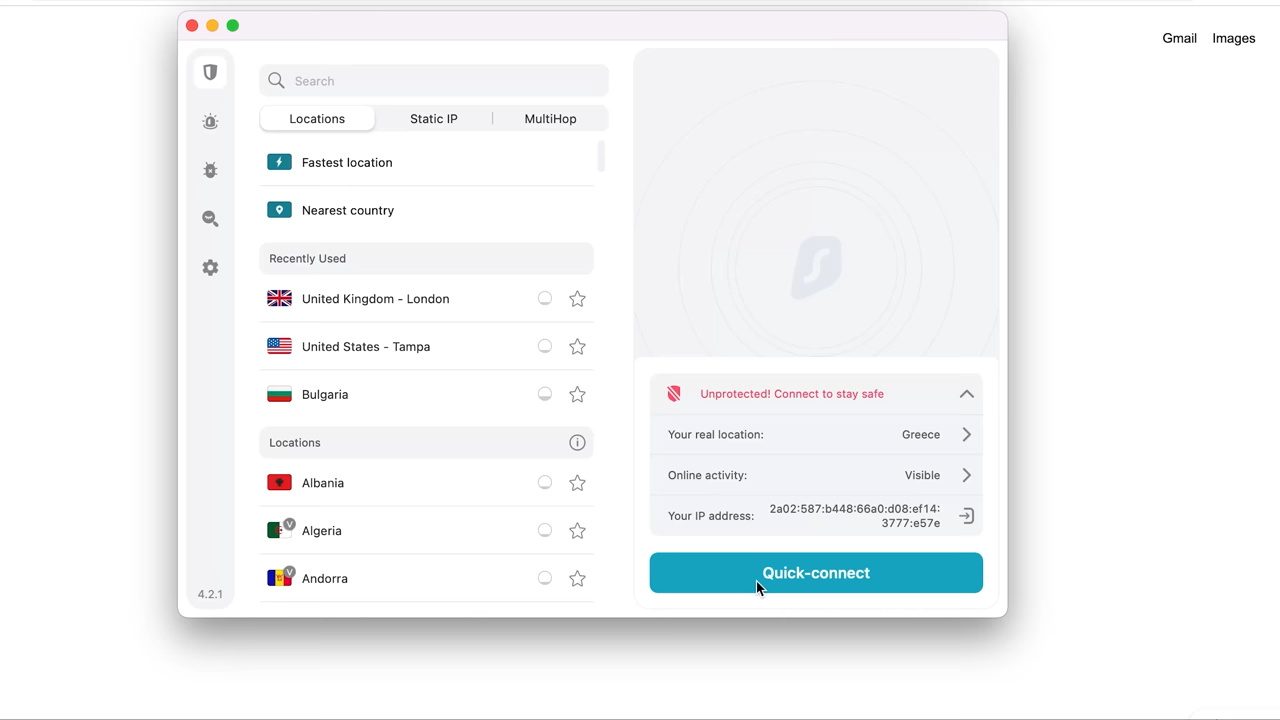 Gmail Images
Search
Locations Static IP MultiHop
Fastest location
Nearest country
Recently Used
United Kingdom - London
United States - Tampa
Bulgaria
Locations
Albania
V
Algeria
V
Andorra
4.2.1
Unprotected! Connect to stay safe
Your real location: Greece
Online activity: Visible
Your IP address: 2a02:587:b448:66a0:d08:ef14:
3777:e57e
Quick-connect